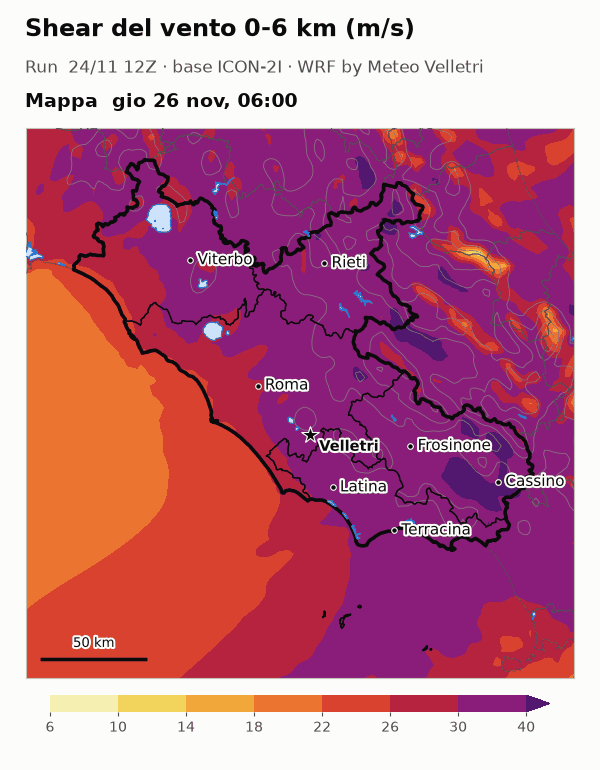 Shear del vento 0-6 km (m/s)
Run  24/11 12Z · base ICON-2I · WRF by Meteo Velletri
Mappa  gio 26 nov, 06:00
Viterbo
Rieti
Roma
Velletri
Frosinone
Latina
Cassino
Terracina
50 km
6 10 14 18 22 26 30 40